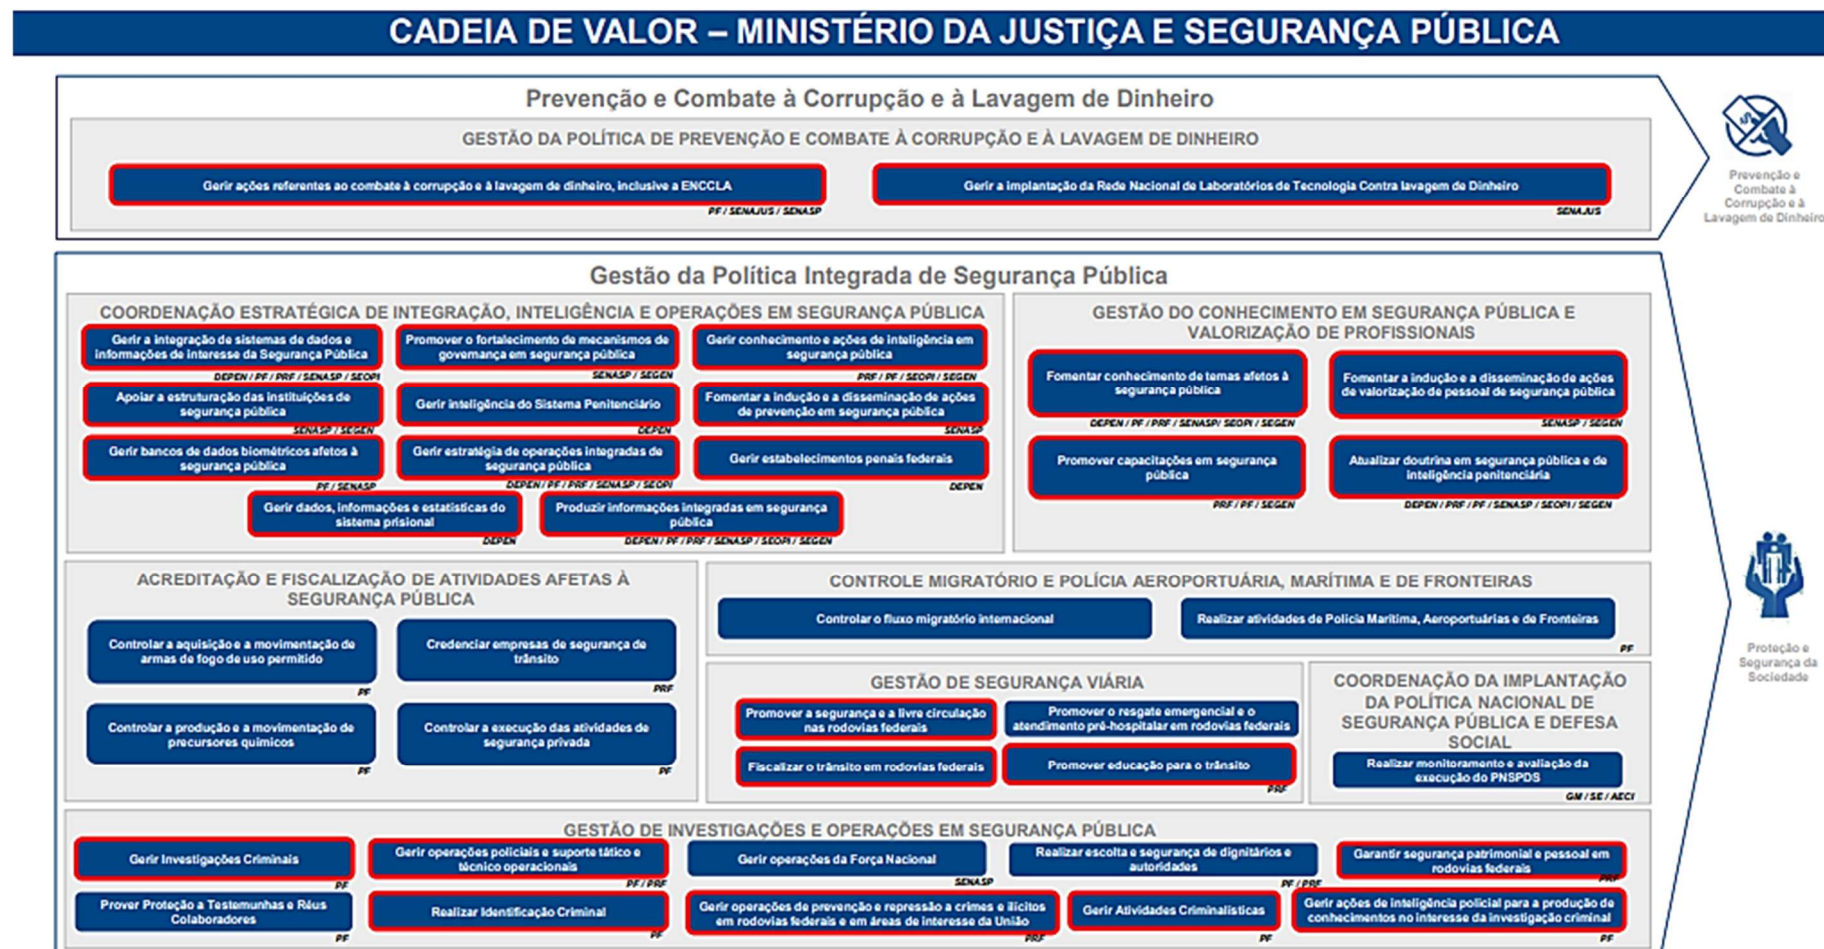 CADEIA DE VALOR – MINISTÉRIO DA JUSTIÇA E SEGURANÇA PÚBLICA
Prevenção e Combate à Corrupção e à Lavagem de Dinheiro
GESTÃO DA POLÍTICA DE PREVENÇÃO E COMBATE À CORRUPÇÃO E À LAVAGEM DE DINHEIRO
Gerir ações referentes ao combate à corrupção e à lavagem de dinheiro, inclusive a ENCCLA
PF / SENAJUS / SENASP
Gerir a implantação da Rede Nacional de Laboratórios de Tecnologia Contra lavagem de Dinheiro
SENAJUS
Prevenção e
Combate à
Corrupção e à
Lavagem de Dinheiro
Gestão da Política Integrada de Segurança Pública
COORDENAÇÃO ESTRATÉGICA DE INTEGRAÇÃO, INTELIGÊNCIA E OPERAÇÕES EM SEGURANÇA PÚBLICA
Gerir a integração de sistemas de dados e
informações de interesse da Segurança Pública
DEPEN / PF / PRF / SENASP / SEOPI
Promover o fortalecimento de mecanismos de
governança em segurança pública
SENASP / SEGEN
Gerir conhecimento e ações de inteligência em
segurança pública
PRF / PF / SEOPI / SEGEN
Apoiar a estruturação das instituições de
segurança pública
SENASP / SEGEN
Gerir inteligência do Sistema Penitenciário
DEPEN
Fomentar a indução e a disseminação de ações
de prevenção em segurança pública
SENASP
Gerir bancos de dados biométricos afetos à
segurança pública
PF / SENASP
Gerir estratégia de operações integradas de
segurança pública
DEPEN / PF / PRF / SENASP / SEOPI
Gerir estabelecimentos penais federais
DEPEN
Gerir dados, informações e estatísticas do
sistema prisional
DEPEN
Produzir informações integradas em segurança
pública
DEPEN / PF / PRF / SENASP / SEOPI / SEGEN
GESTÃO DO CONHECIMENTO EM SEGURANÇA PÚBLICA E
VALORIZAÇÃO DE PROFISSIONAIS
Fomentar conhecimento de temas afetos à
segurança pública
DEPEN / PF / PRF / SENASP/ SEOPI / SEGEN
Fomentar a indução e a disseminação de ações
de valorização de pessoal de segurança pública
SENASP / SEGEN
Promover capacitações em segurança
pública
PRF / PF / SEGEN
Atualizar doutrina em segurança pública e de
inteligência penitenciária
DEPEN / PRF / PF / SENASP / SEOPI / SEGEN
ACREDITAÇÃO E FISCALIZAÇÃO DE ATIVIDADES AFETAS À
SEGURANÇA PÚBLICA
Controlar a aquisição e a movimentação de
armas de fogo de uso permitido
PF
Credenciar empresas de segurança de
trânsito
PRF
Controlar a produção e a movimentação de
precursores químicos
PF
Controlar a execução das atividades de
segurança privada
PF
CONTROLE MIGRATÓRIO E POLÍCIA AEROPORTUÁRIA, MARÍTIMA E DE FRONTEIRAS
Controlar o fluxo migratório internacional
Realizar atividades de Polícia Marítima, Aeroportuárias e de Fronteiras
PF
GESTÃO DE SEGURANÇA VIÁRIA
Promover a segurança e a livre circulação
nas rodovias federais
Promover o resgate emergencial e o
atendimento pré-hospitalar em rodovias federais
Fiscalizar o trânsito em rodovias federais
Promover educação para o trânsito
PRF
COORDENAÇÃO DA IMPLANTAÇÃO
DA POLÍTICA NACIONAL DE
SEGURANÇA PÚBLICA E DEFESA
SOCIAL
Realizar monitoramento e avaliação da
execução do PNSPDS
GM / SE / AECI
Proteção e
Segurança da
Sociedade
GESTÃO DE INVESTIGAÇÕES E OPERAÇÕES EM SEGURANÇA PÚBLICA
Gerir Investigações Criminais
PF
Gerir operações policiais e suporte tático e
técnico operacionais
PF / PRF
Gerir operações da Força Nacional
SENASP
Realizar escolta e segurança de dignitários e
autoridades
PF / PRF
Garantir segurança patrimonial e pessoal em
rodovias federais
PRF
Prover Proteção a Testemunhas e Réus
Colaboradores
PF
Realizar Identificação Criminal
PF
Gerir operações de prevenção e repressão a crimes e ilícitos
em rodovias federais e em áreas de interesse da União
PRF
Gerir Atividades Criminalísticas
PF
Gerir ações de inteligência policial para a produção de
conhecimentos no interesse da investigação criminal
PF